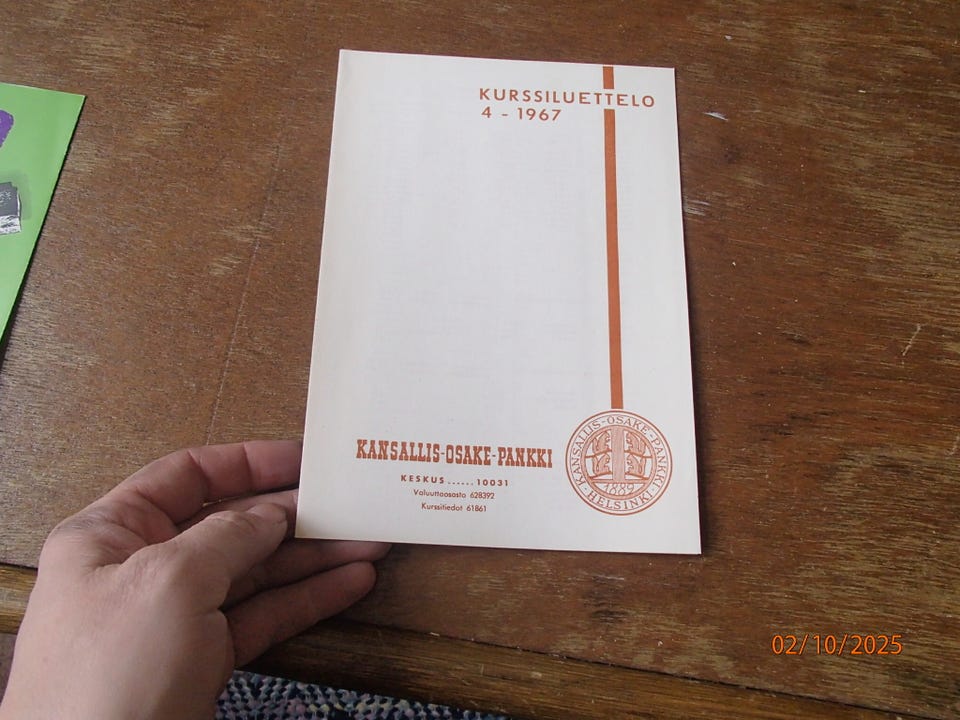 KURSSILUETTELO
4 - 1967
KANSALLIS-OSAKE-PANKKI
KESKUS......10031
Valuuttaosasto 628392
Kurssitiedot 61861
KANSALLIS-OSAKE-PANKKI
1889
HELSINKI
02/10/2025